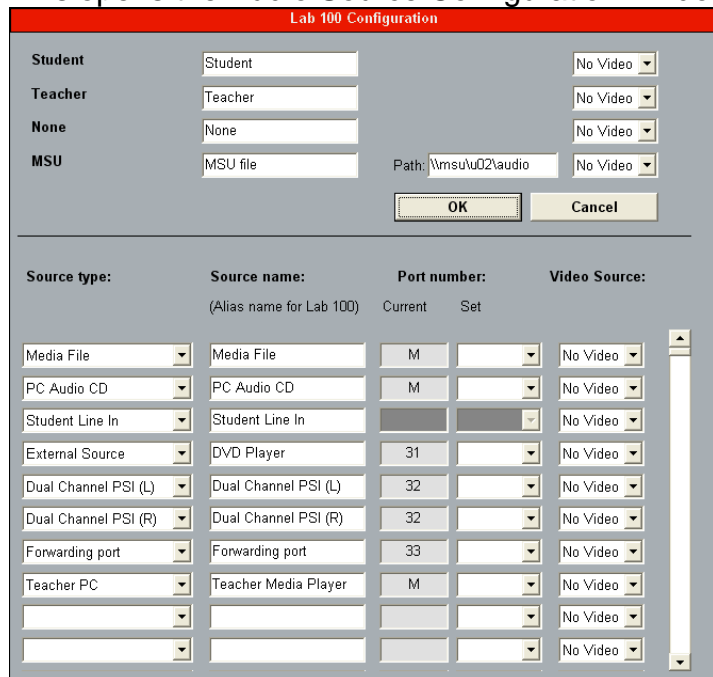 Lab 100 Configuration
Student Student No Video
Teacher Teacher No Video
None None No Video
MSU MSU file Path: \\msu\u02\audio No Video
OK Cancel
Source type: Source name: Port number: Video Source:
(Alias name for Lab 100) Current Set
Media File Media File M No Video
PC Audio CD PC Audio CD M No Video
Student Line In Student Line In No Video
External Source DVD Player 31 No Video
Dual Channel PSI (L) Dual Channel PSI (L) 32 No Video
Dual Channel PSI (R) Dual Channel PSI (R) 32 No Video
Forwarding port Forwarding port 33 No Video
Teacher PC Teacher Media Player M No Video
No Video
No Video